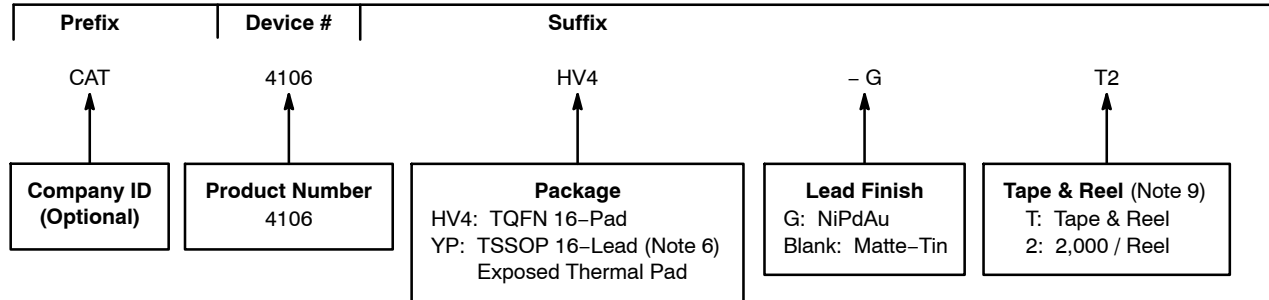 Prefix Device # Suffix
CAT 4106 HV4 – G T2
Company ID
(Optional)
Product Number
4106
Package
HV4: TQFN 16–Pad
YP: TSSOP 16–Lead (Note 6)
Exposed Thermal Pad
Lead Finish
G: NiPdAu
Blank: Matte–Tin
Tape & Reel (Note 9)
T: Tape & Reel
2: 2,000 / Reel